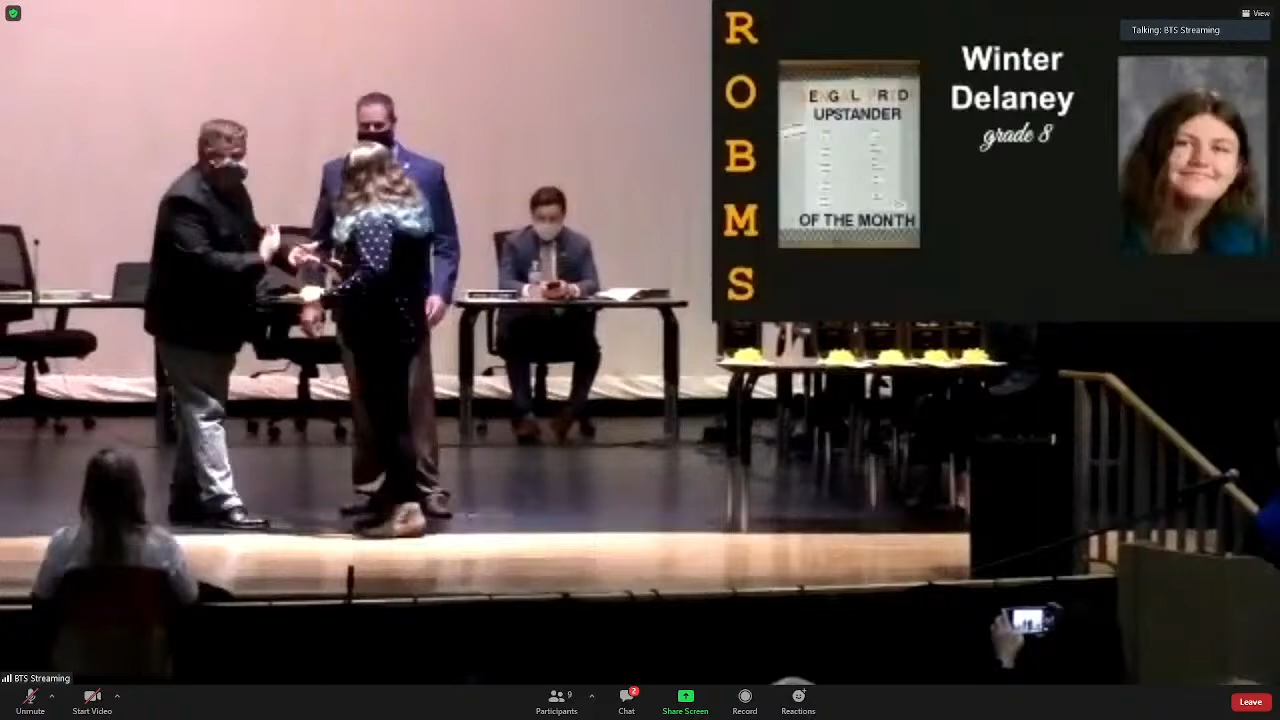 View
Talking: BTS Streaming
R
O
B
M
S
ENGAL PRID
UPSTANDER
OF THE MONTH
Winter
Delaney
grade 8
BTS Streaming
Unmute
Start Video
9
Participants
2
Chat
Share Screen
Record
Reactions
Leave